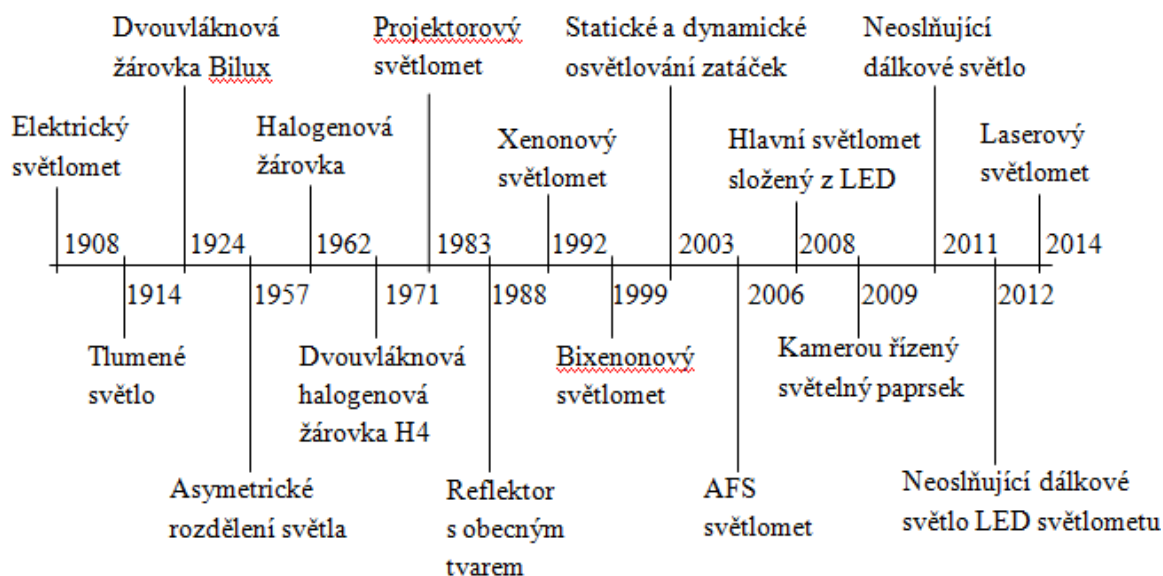 Dvouvláknová
žárovka Bilux
Projektorový
světlomet
Statické a dynamické
osvětlování zatáček
Neoslňující
dálkové světlo
Elektrický
světlomet
Halogenová
žárovka
Xenonový
světlomet
Hlavní světlomet
složený z LED
Laserový
světlomet
1908 1924 1962 1983 1992 2003 2008 2011 2014
1914 1957 1971 1988 1999 2006 2009 2012
Tlumené
světlo
Dvouvláknová
halogenová
žárovka H4
Bixenonový
světlomet
Kamerou řízený
světelný paprsek
Asymetrické
rozdělení světla
Reflektor
s obecným
tvarem
AFS
světlomet
Neoslňující dálkové
světlo LED světlometu